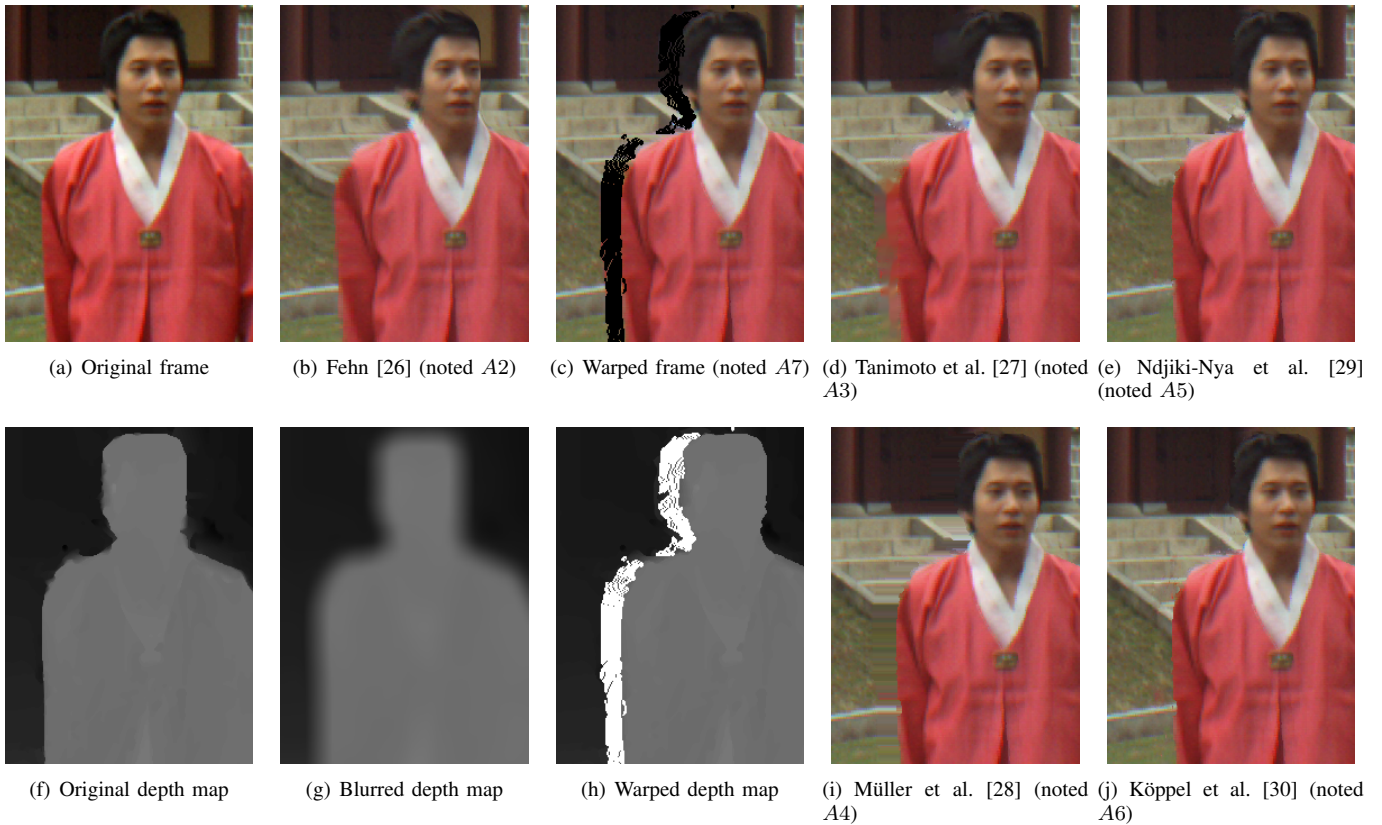 (a) Original frame
(b) Fehn [26] (noted A2)
(c) Warped frame (noted A7)
(d) Tanimoto et al. [27] (noted
A3)
(e) Ndjiki-Nya et al. [29]
(noted A5)
(f) Original depth map
(g) Blurred depth map
(h) Warped depth map
(i) Müller et al. [28] (noted
A4)
(j) Köppel et al. [30] (noted
A6)